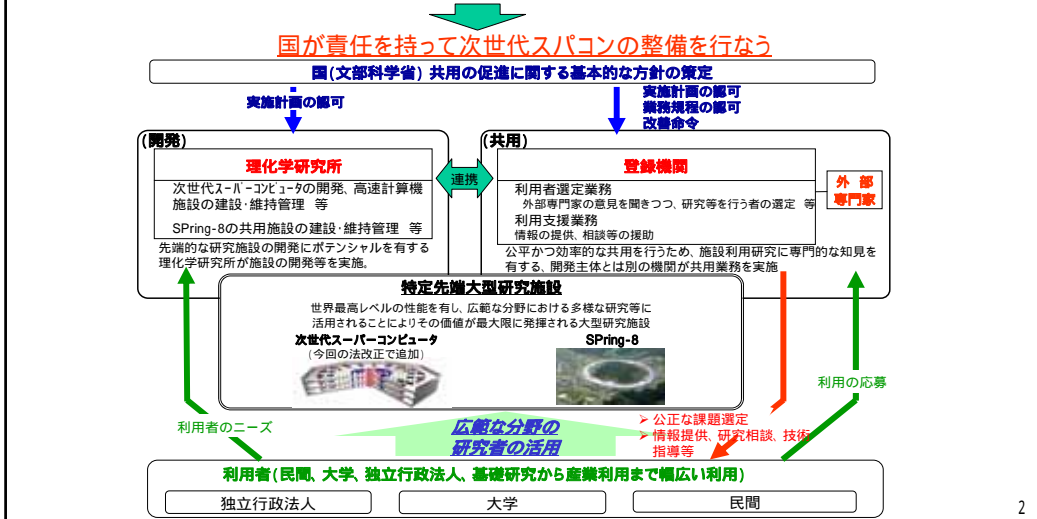 国が責任を持って次世代スパコンの整備を行なう
国(文部科学省) 共用の促進に関する基本的な方針の策定
実施計画の認可
実施計画の認可
業務規程の認可
改善命令
(開発)
理化学研究所
次世代スーパーコンピュータの開発、高速計算機
施設の建設・維持管理 等
SPring-8の共用施設の建設・維持管理 等
先端的な研究施設の開発にポテンシャルを有する
理化学研究所が施設の開発等を実施。
連携
(共用)
登録機関
利用者選定業務
外部専門家の意見を聞きつつ、研究等を行う者の選定 等
利用支援業務
情報の提供、相談等の援助
公平かつ効率的な共用を行うため、施設利用研究に専門的な知見を
有する、開発主体とは別の機関が共用業務を実施
外 部
専門家
特定先端大型研究施設
世界最高レベルの性能を有し、広範な分野における多様な研究等に
活用されることによりその価値が最大限に発揮される大型研究施設
次世代スーパーコンピュータ
(今回の法改正で追加)
SPring-8
利用者のニーズ
広範な分野の
研究者の活用
➢ 公正な課題選定
➢ 情報提供、研究相談、技術
指導等
利用の応募
利用者(民間、大学、独立行政法人、基礎研究から産業利用まで幅広い利用)
独立行政法人
大学
民間
2